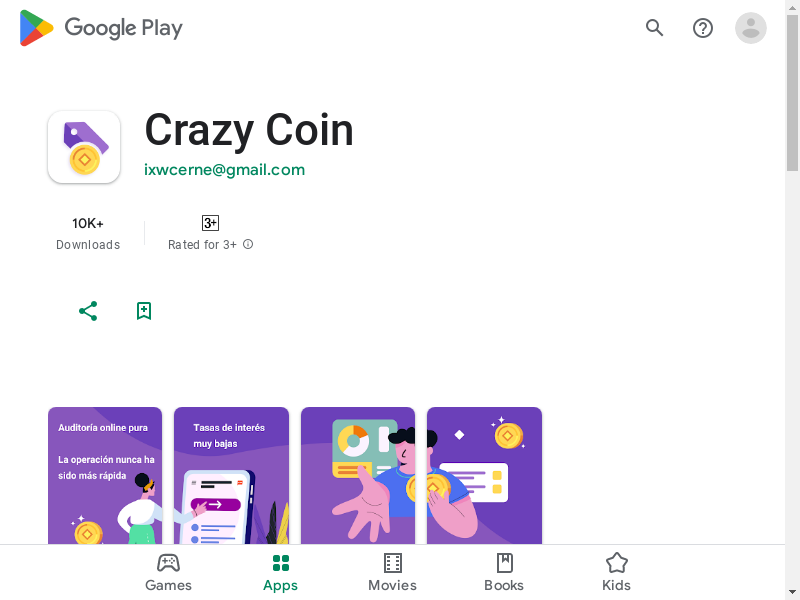 Google Play
Crazy Coin
ixwcerne@gmail.com
10K+
Downloads
3+
Rated for 3+
Auditoría online pura
La operación nunca ha
sido más rápida
Tasas de interés
muy bajas
Games
Apps
Movies
Books
Kids